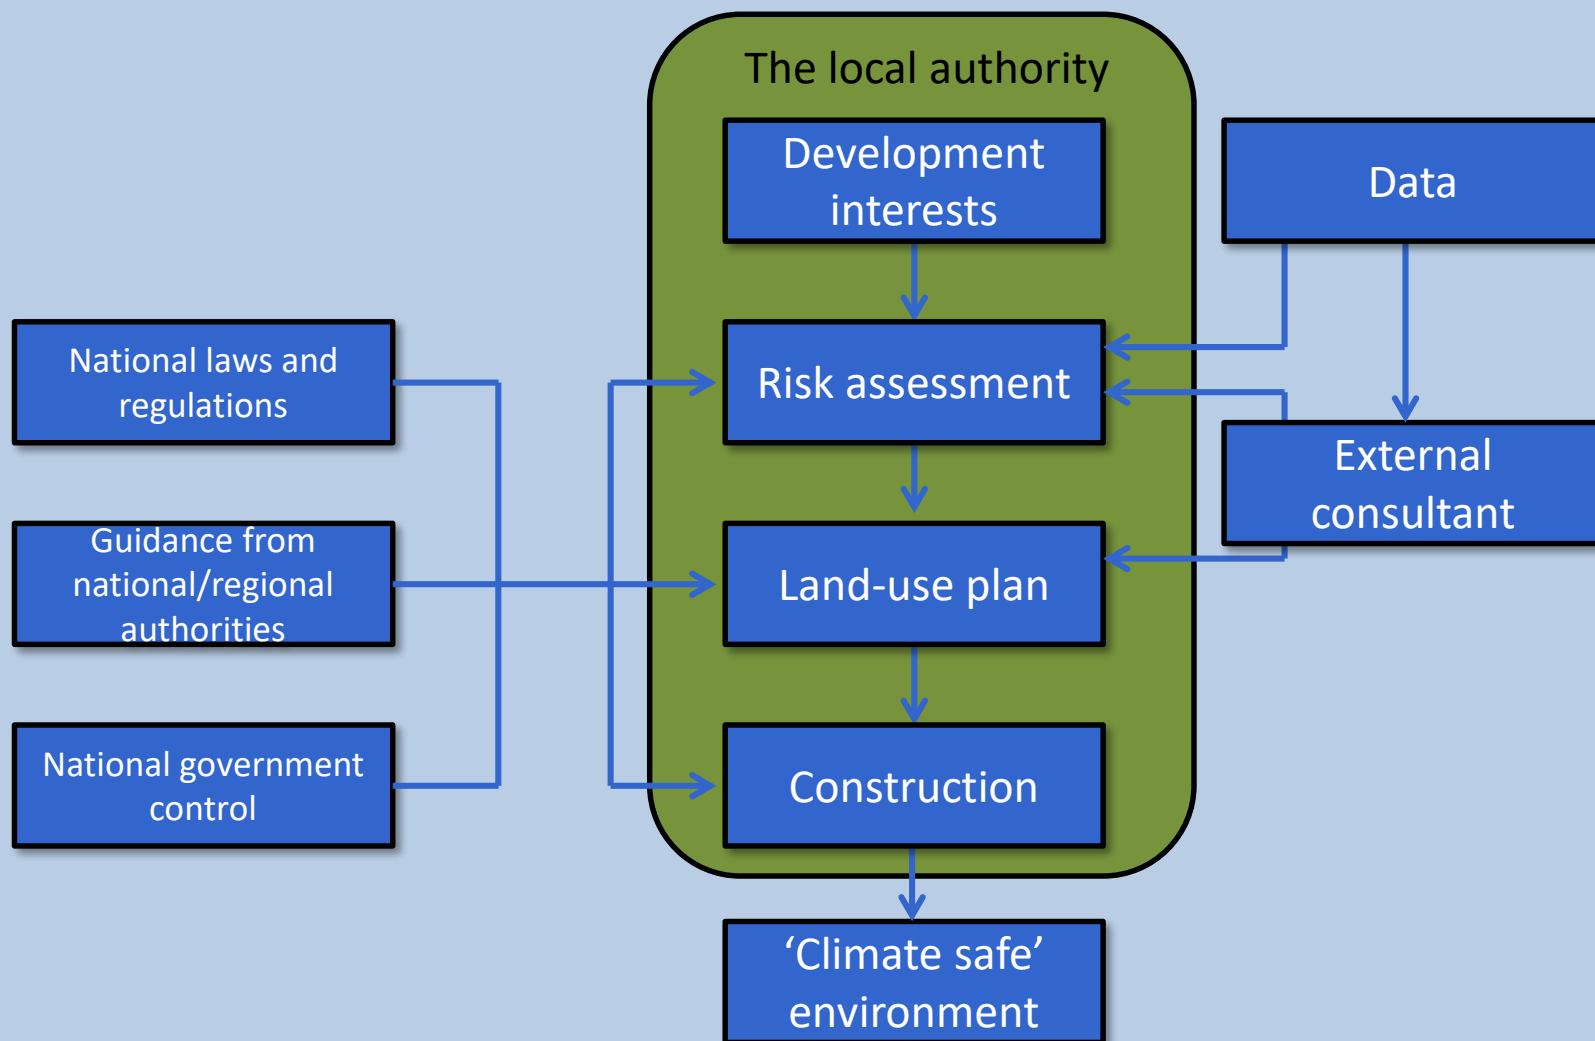 The local authority
Development
interests
Data
National laws and
regulations
Risk assessment
External
consultant
Guidance from
national/regional
authorities
Land-use plan
National government
control
Construction
‘Climate safe’
environment